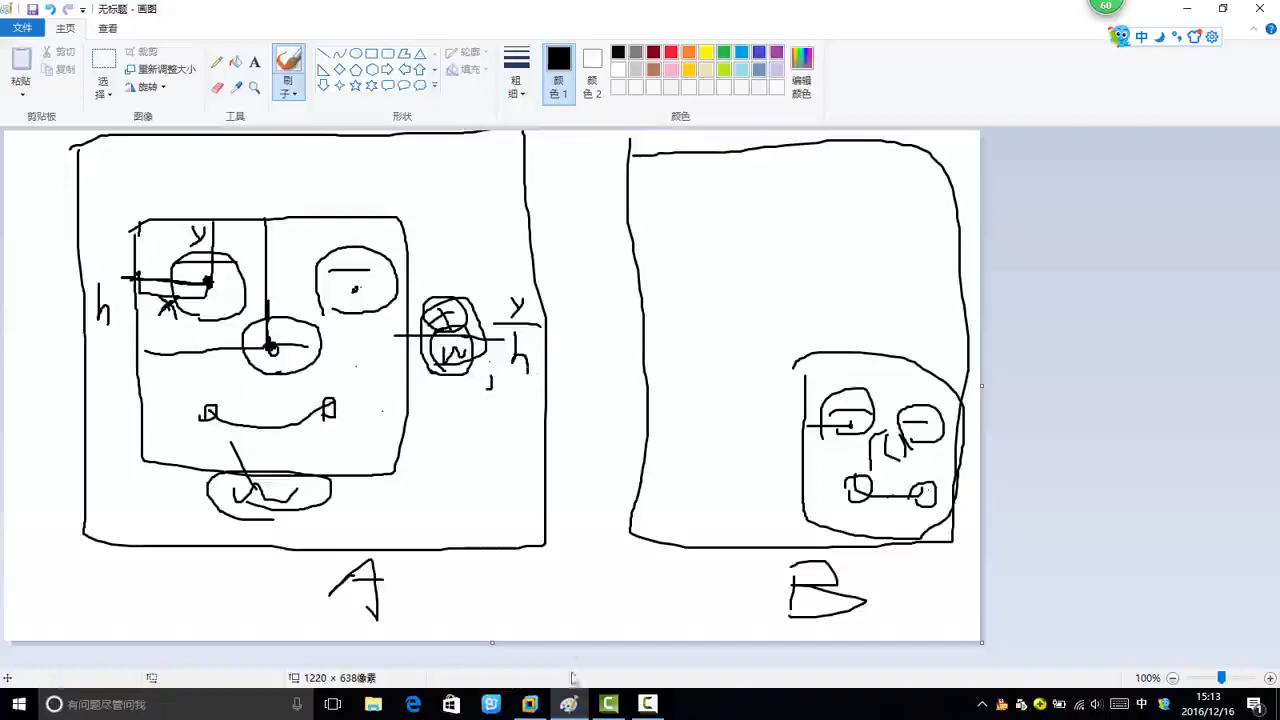 无标题 - 画图
60
文件 主页 查看
中
粘贴
剪切
复制
选择
裁剪
重新调整大小
旋转
A
刷子
轮廓
填充
粗细
颜色 1
颜色 2
编辑颜色
剪贴板 图像 工具 形状 颜色
y
h
x
x
w
y
h
,
w
A
B
1220 × 638像素
100%
有问题尽管问我
中
15:13
2016/12/16